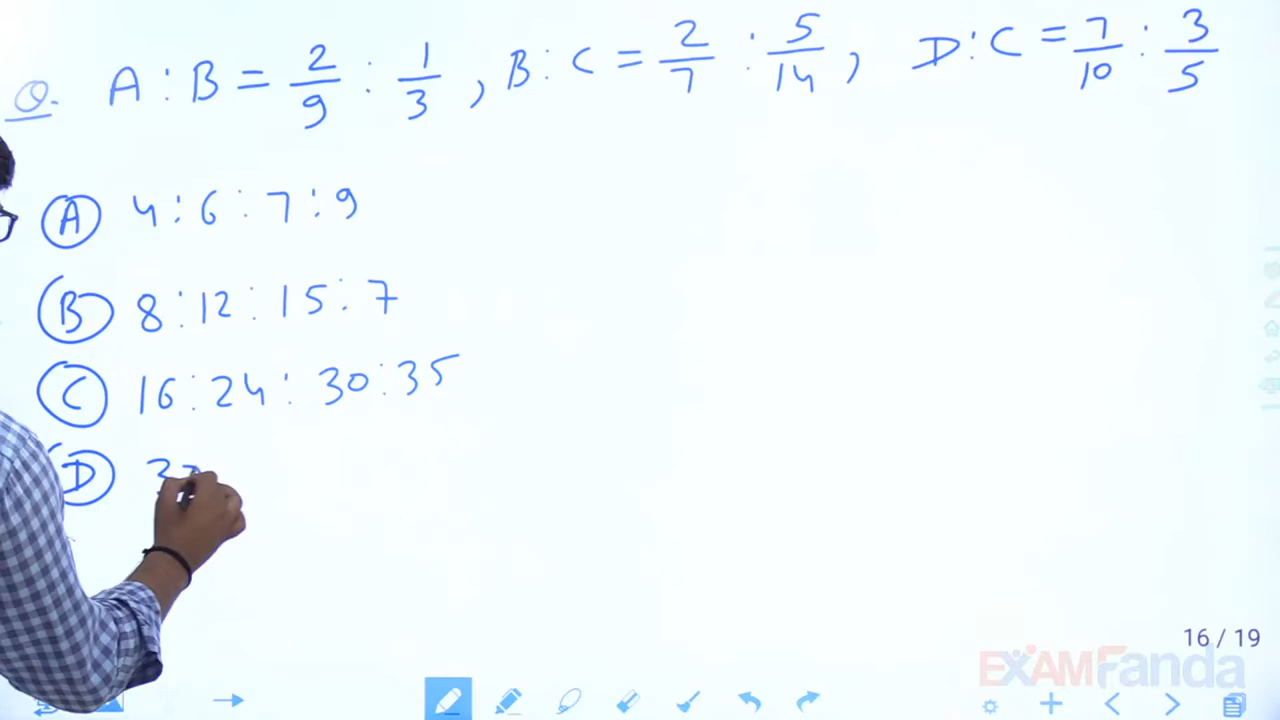 Q. A : B = 2/9 : 1/3 , B : C = 2/7 : 5/14 , D : C = 7/10 : 3/5
A 4 : 6 : 7 : 9
B 8 : 12 : 15 : 7
C 16 : 24 : 30 : 35
D
16 / 19
EXAMFanda